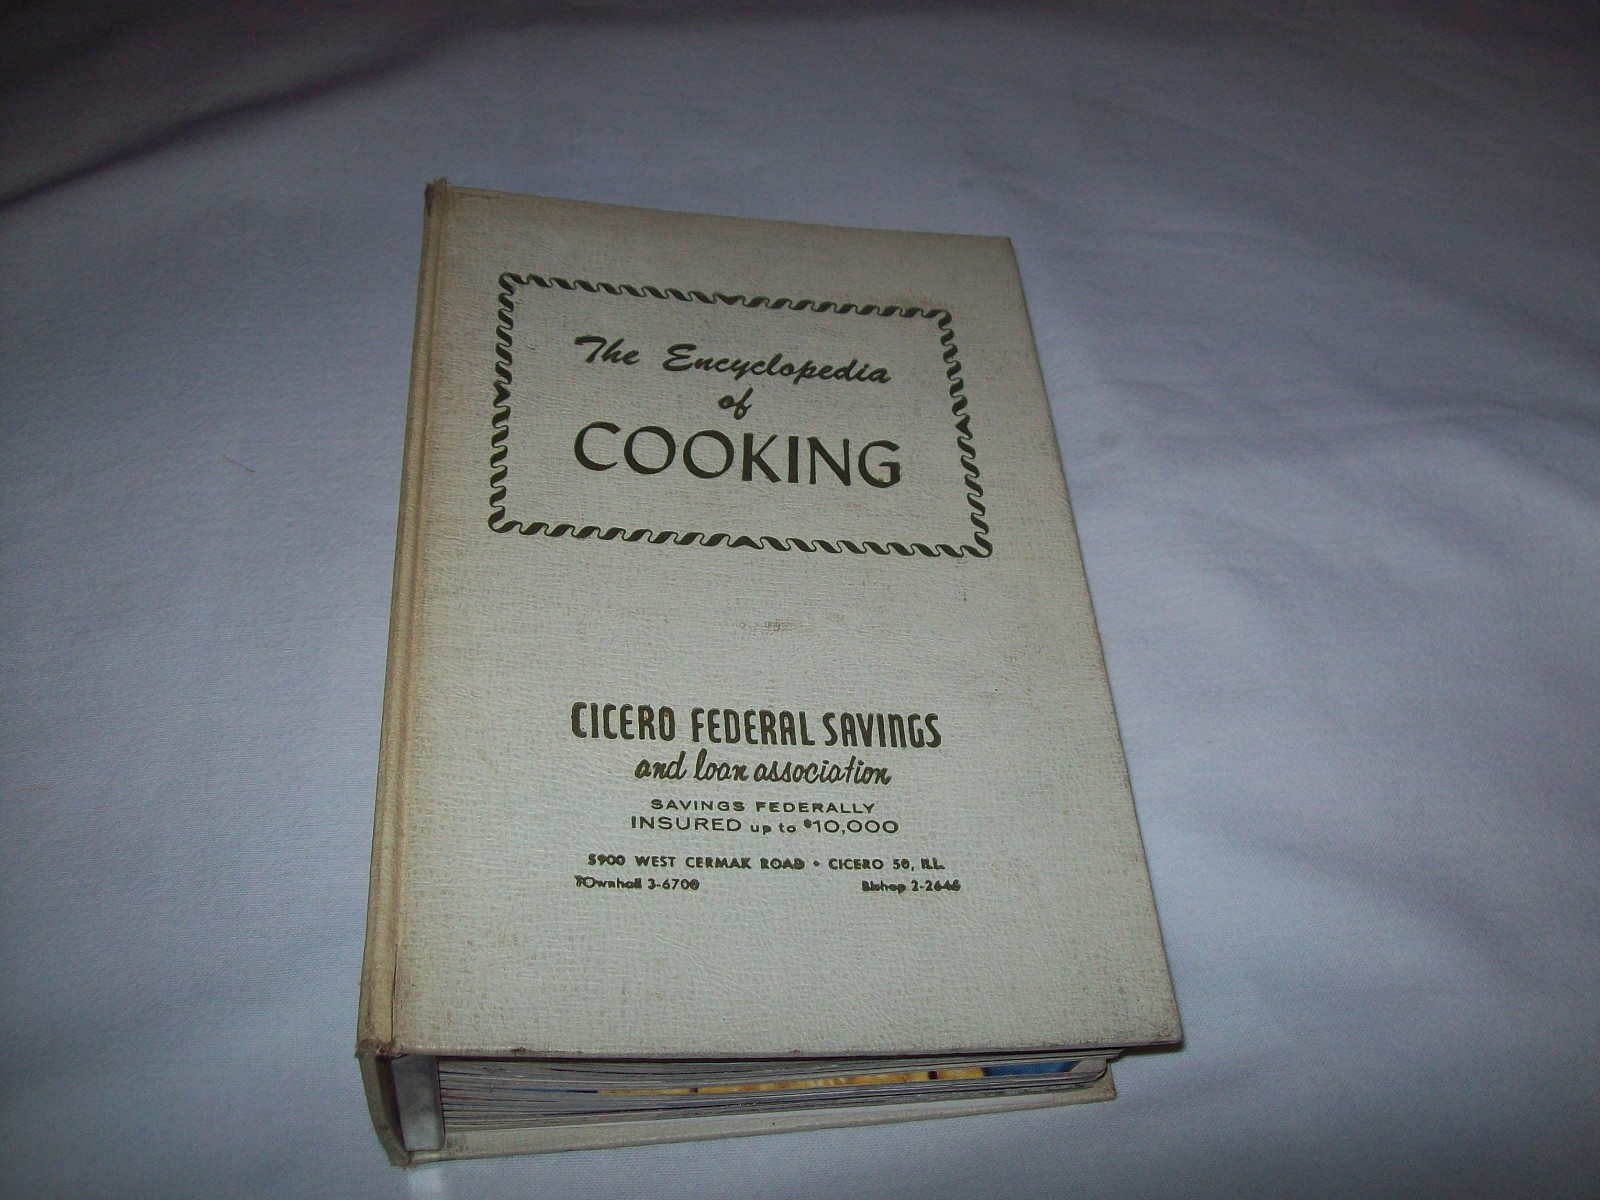 The Encyclopedia
of
COOKING
CICERO FEDERAL SAVINGS
and loan association
SAVINGS FEDERALLY
INSURED up to $10,000
5900 WEST CERMAK ROAD • CICERO 50, ILL.
TOwnhall 3-6700 Bishop 2-2646